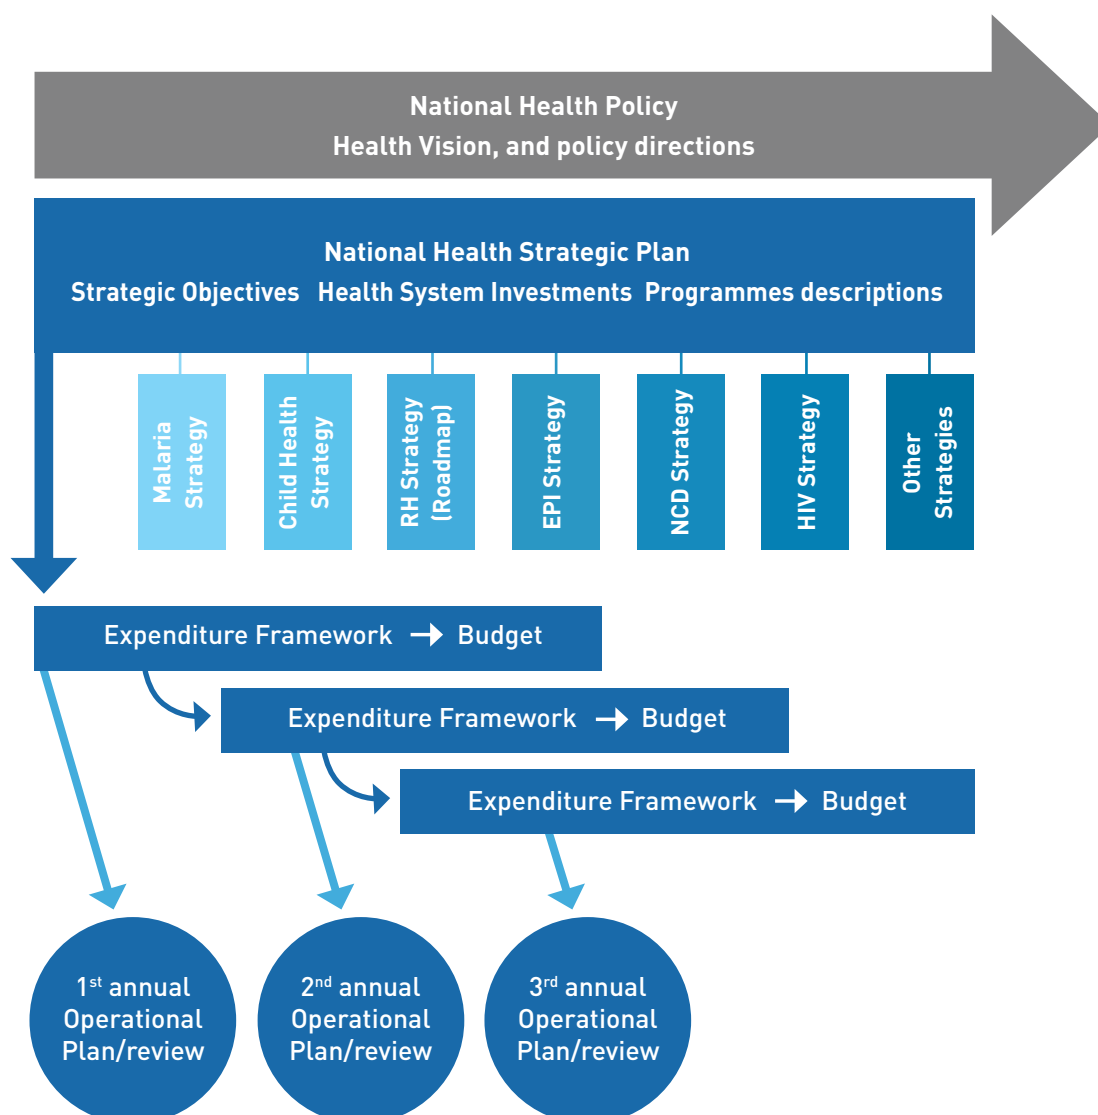 National Health Policy
Health Vision, and policy directions
National Health Strategic Plan
Strategic Objectives Health System Investments Programmes descriptions
Malaria
Strategy
Child Health
Strategy
RH Strategy
(Roadmap)
EPI Strategy
NCD Strategy
HIV Strategy
Other
Strategies
Expenditure Framework → Budget
Expenditure Framework → Budget
Expenditure Framework → Budget
1st annual
Operational
Plan/review
2nd annual
Operational
Plan/review
3rd annual
Operational
Plan/review